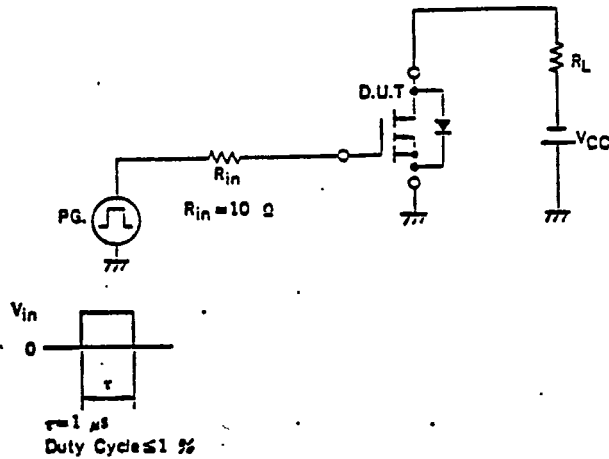 D.U.T
RL
VCC
Rin
Rin=10 Ω
PG.
Vin
0
τ
τ=1 μs
Duty Cycle≤1 %